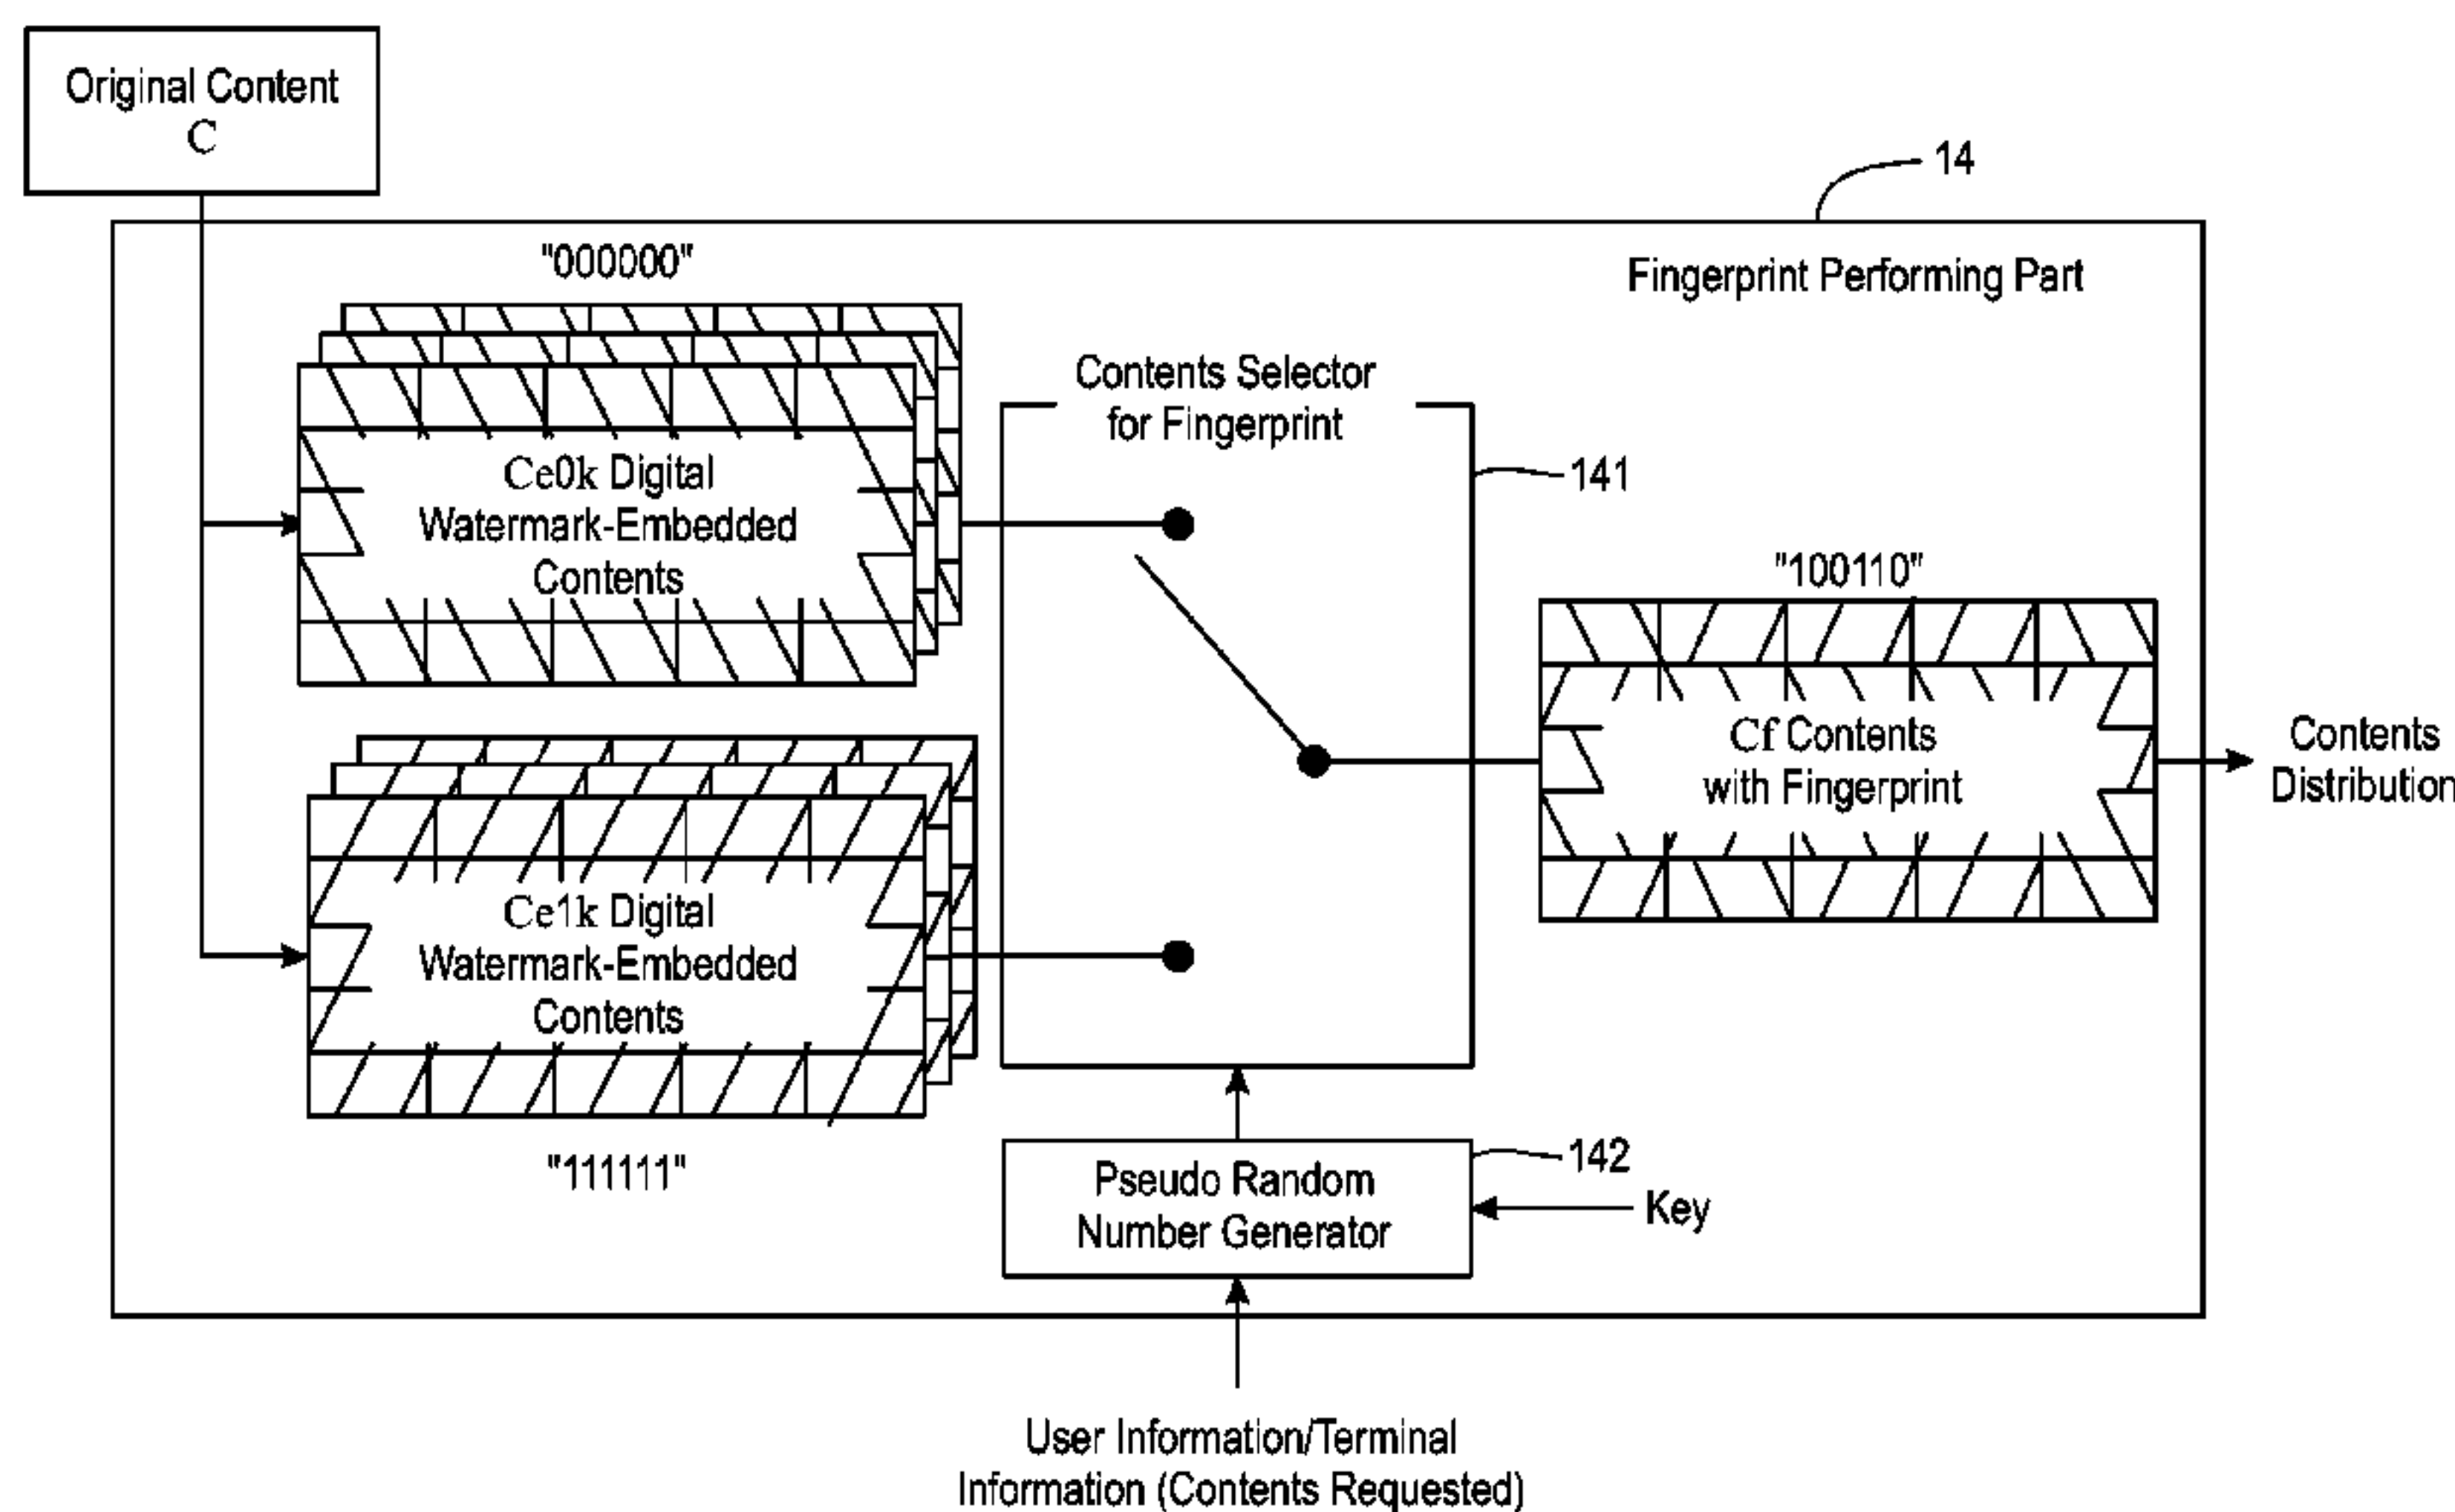 Original Content
C
14
"000000"
Fingerprint Performing Part
Contents Selector
for Fingerprint
141
Ce0k Digital
Watermark-Embedded
Contents
"100110"
Cf Contents
with Fingerprint
Contents
Distribution
Ce1k Digital
Watermark-Embedded
Contents
"111111"
142
Pseudo Random
Number Generator
Key
User Information/Terminal
Information (Contents Requested)